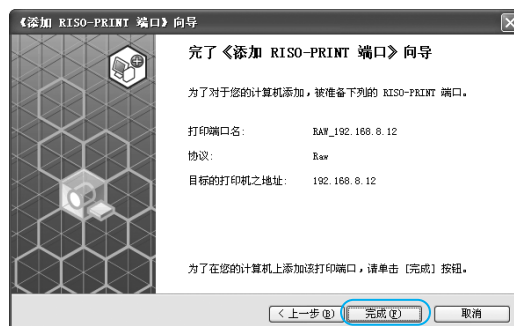 《添加 RISO-PRINT 端口》向导
完了《添加 RISO-PRINT 端口》向导
为了对于您的计算机添加，被准备下列的 RISO-PRINT 端口。
打印端口名： RAW_192.168.8.12
协议： Raw
目标的打印机之地址： 192.168.8.12
为了在您的计算机上添加该打印端口，请单击 [完成] 按钮。
< 上一步(B) 完成(F) 取消